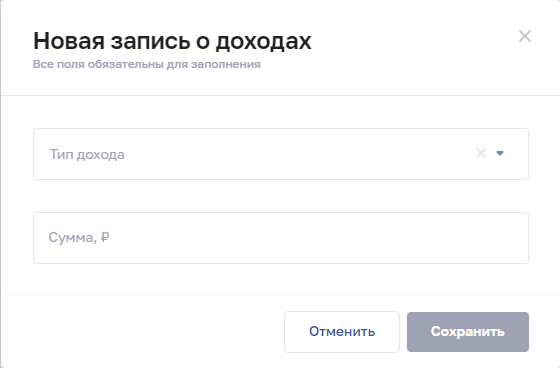 Новая запись о доходах
Все поля обязательны для заполнения
Тип дохода
Сумма, ₽
Отменить
Сохранить